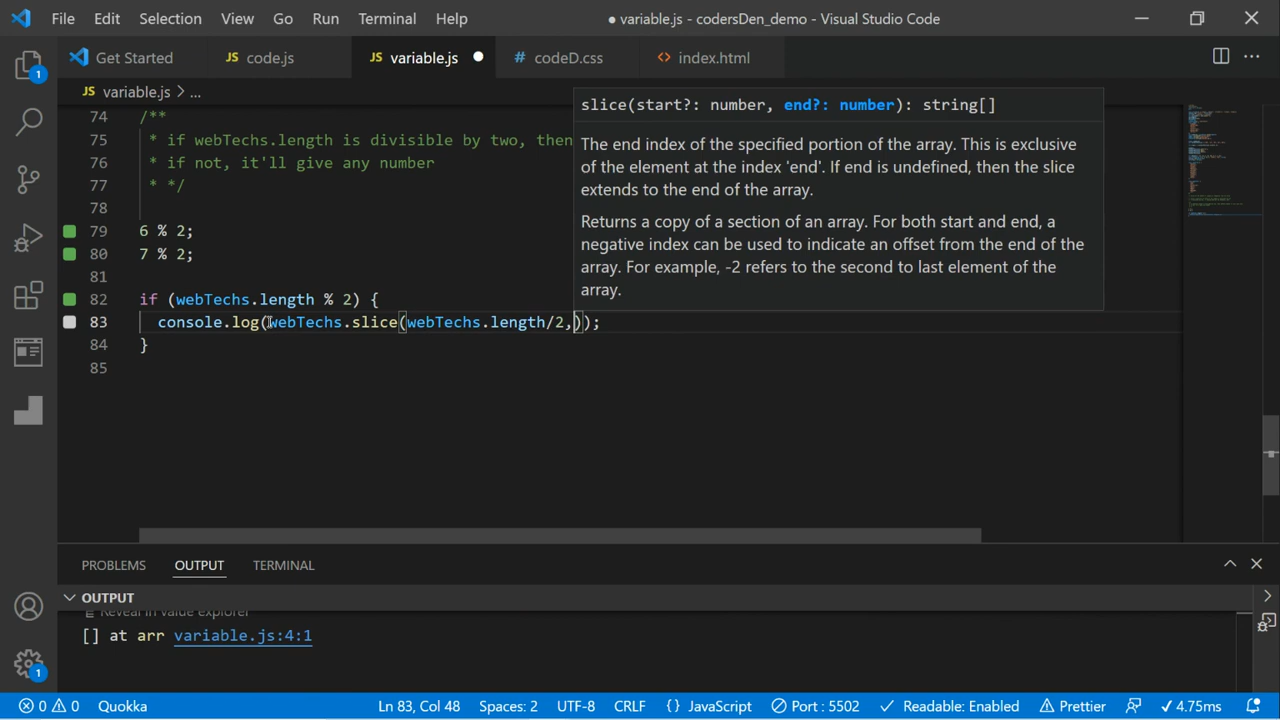 File Edit Selection View Go Run Terminal Help ● variable.js - codersDen_demo - Visual Studio Code
Get Started JS code.js JS variable.js # codeD.css <> index.html
1 JS variable.js > ...
slice(start?: number, end?: number): string[]
The end index of the specified portion of the array. This is exclusive
of the element at the index 'end'. If end is undefined, then the slice
extends to the end of the array.
Returns a copy of a section of an array. For both start and end, a
negative index can be used to indicate an offset from the end of the
array. For example, -2 refers to the second to last element of the
array.
74 /**
75 * if webTechs.length is divisible by two, then
76 * if not, it'll give any number
77 * */
78
79 6 % 2;
80 7 % 2;
81
82 if (webTechs.length % 2) {
83 console.log(webTechs.slice(webTechs.length/2,));
84 }
85
PROBLEMS OUTPUT TERMINAL
OUTPUT
Reveal in value explorer
[] at arr variable.js:4:1
1
0 0 Quokka Ln 83, Col 48 Spaces: 2 UTF-8 CRLF {} JavaScript Port : 5502 Readable: Enabled Prettier 4.75ms